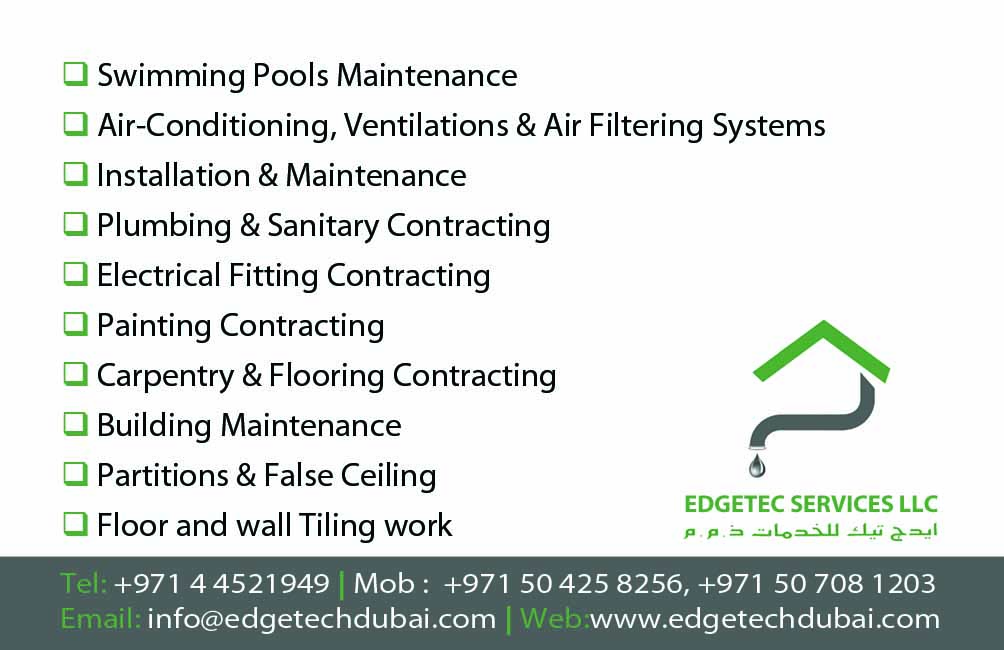 Swimming Pools Maintenance
Air-Conditioning, Ventilations & Air Filtering Systems
Installation & Maintenance
Plumbing & Sanitary Contracting
Electrical Fitting Contracting
Painting Contracting
Carpentry & Flooring Contracting
Building Maintenance
Partitions & False Ceiling
Floor and wall Tiling work
EDGETEC SERVICES LLC
ايدج تيك للخدمات ذ.م.م
Tel: +971 4 4521949 | Mob : +971 50 425 8256, +971 50 708 1203
Email: info@edgetechdubai.com | Web:www.edgetechdubai.com